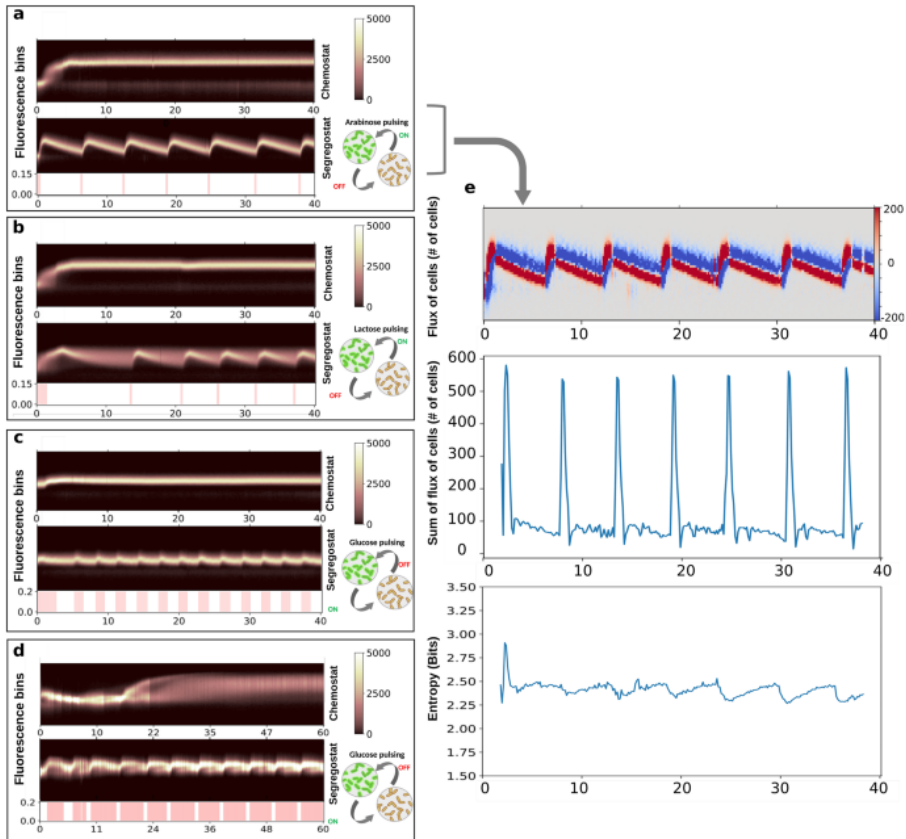 a
Fluorescence bins
Chemostat
5000
2500
0
0 10 20 30 40
Segregostat
Arabinose pulsing
ON
OFF
0.15
0.00
0 10 20 30 40
b
Fluorescence bins
Chemostat
5000
2500
0
0 10 20 30 40
Segregostat
Lactose pulsing
ON
OFF
0.15
0.00
0 10 20 30 40
c
Fluorescence bins
Chemostat
5000
2500
0
0 10 20 30 40
Segregostat
Glucose pulsing
OFF
ON
0.2
0.0
0 10 20 30 40
d
Fluorescence bins
Chemostat
5000
2500
0
0 11 22 35 47 60
Segregostat
Glucose pulsing
OFF
ON
0.2
0.0
0 11 24 36 48 60
e
Flux of cells (# of cells)
200
0
-200
0 10 20 30 40
Sum of flux of cells (# of cells)
600
500
400
300
200
100
0
0 10 20 30 40
Entropy (Bits)
3.50
3.25
3.00
2.75
2.50
2.25
2.00
1.75
1.50
0 10 20 30 40